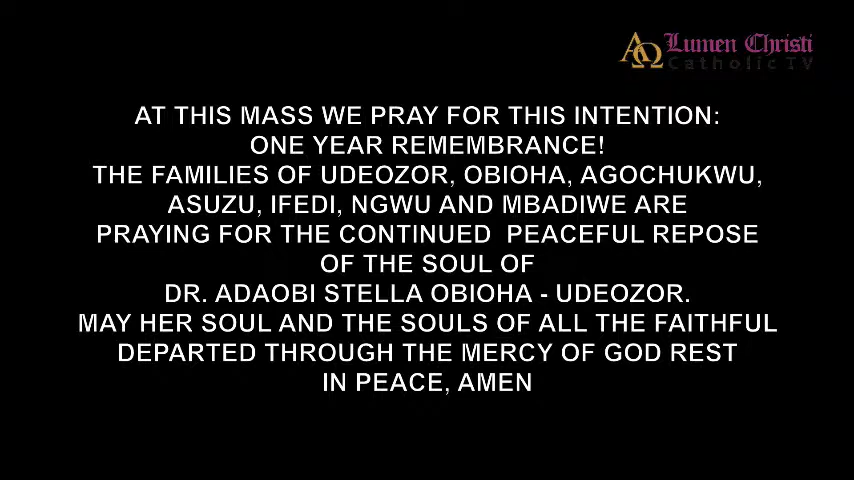 ΑΩ Lumen Christi
Catholic TV
AT THIS MASS WE PRAY FOR THIS INTENTION:
ONE YEAR REMEMBRANCE!
THE FAMILIES OF UDEOZOR, OBIOHA, AGOCHUKWU,
ASUZU, IFEDI, NGWU AND MBADIWE ARE
PRAYING FOR THE CONTINUED  PEACEFUL REPOSE
OF THE SOUL OF
DR. ADAOBI STELLA OBIOHA - UDEOZOR.
MAY HER SOUL AND THE SOULS OF ALL THE FAITHFUL
DEPARTED THROUGH THE MERCY OF GOD REST
IN PEACE, AMEN